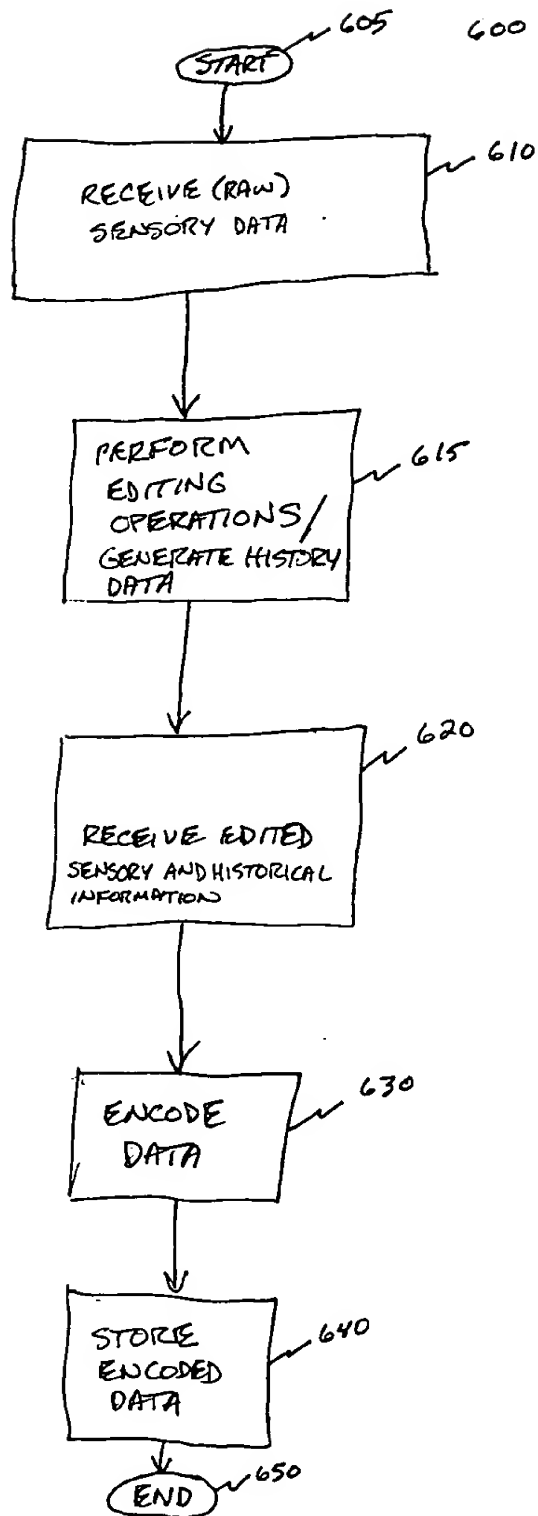 605
600
START
610
RECEIVE (RAW)
SENSORY DATA
615
PERFORM
EDITING
OPERATIONS/
GENERATE HISTORY
DATA
620
RECEIVE EDITED
SENSORY AND HISTORICAL
INFORMATION
630
ENCODE
DATA
640
STORE
ENCODED
DATA
650
END